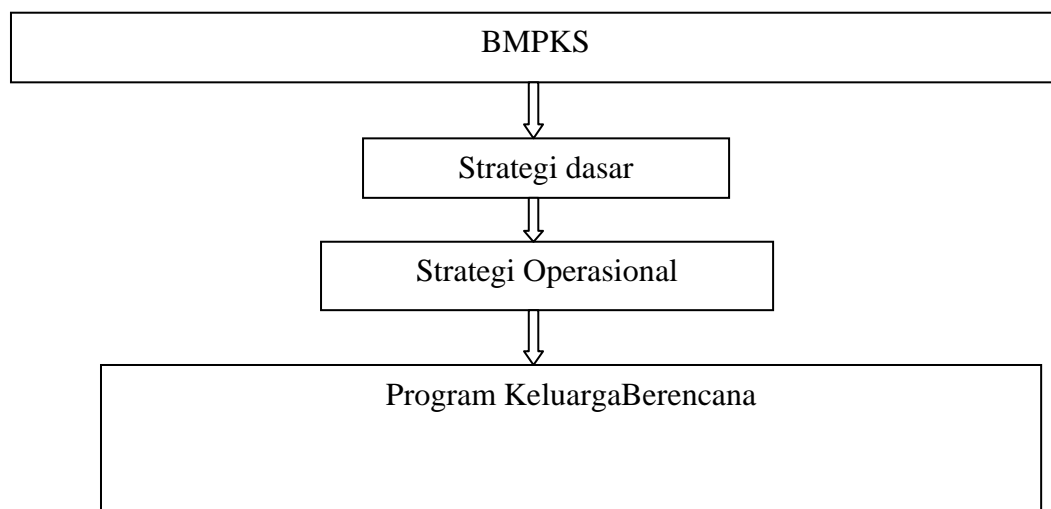 BMPKS
Strategi dasar
Strategi Operasional
Program KeluargaBerencana